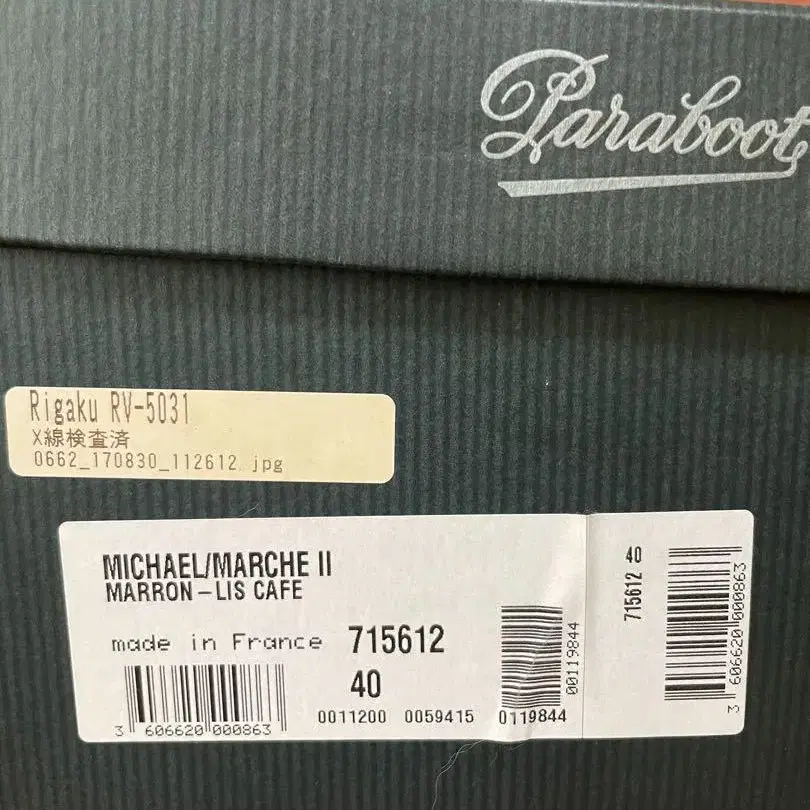 Paraboot
Rigaku RV-5031
X線検査済
0662_170830_112612.jpg
MICHAEL/MARCHE II
MARRON-LIS CAFE
made in France 715612
40
3 606620 000863
0011200 0059415 0119844
00119844
715612 40
3 606620 000863